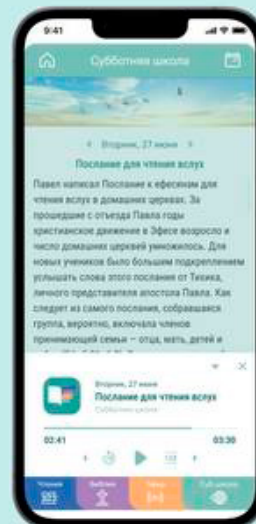 9:41
Субботняя школа
Вторник, 27 июня
Послание для чтения вслух
Павел написал Послание к ефесянам для
чтения вслух в домашних церквах. За
прошедшие с отъезда Павла годы
христианское движение в Эфесе возросло и
число домашних церквей умножилось. Для
новых учеников было большим подкреплением
услышать слова этого послания от Тихика,
личного представителя апостола Павла. Как
следует из самого послания, собравшаяся
группа, вероятно, включала членов
принимающей семьи – отца, мать, детей и
Вторник, 27 июня
Послание для чтения вслух
Субботняя школа
02:41
03:30
Чтения
Библия